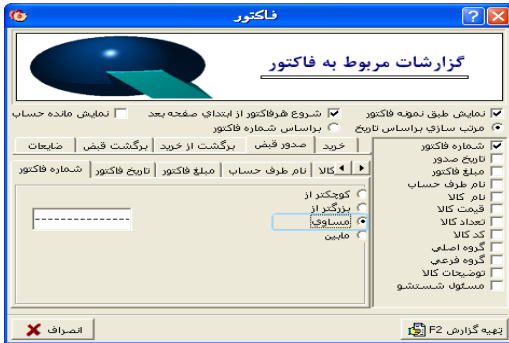 فاکتور
گزارشات مربوط به فاکتور
نمایش طبق نمونه فاکتور
شروع هرفاکتور از ابتدای صفحه بعد
نمایش مانده حساب
مرتب سازی براساس تاریخ
براساس شماره فاکتور
شماره فاکتور
تاریخ صدور
مبلغ فاکتور
نام طرف حساب
نام کالا
قیمت کالا
تعداد کالا
کد کالا
گروه اصلی
گروه فرعی
توضیحات کالا
مسئول شستشو
خرید
صدور قبض
برگشت از خرید
برگشت قبض
ضایعات
شماره فاکتور
تاریخ فاکتور
مبلغ فاکتور
نام طرف حساب
کالا
کوچکتر از
بزرگتر از
مساوی
مابین
--------------
تهیه گزارش F2
انصراف